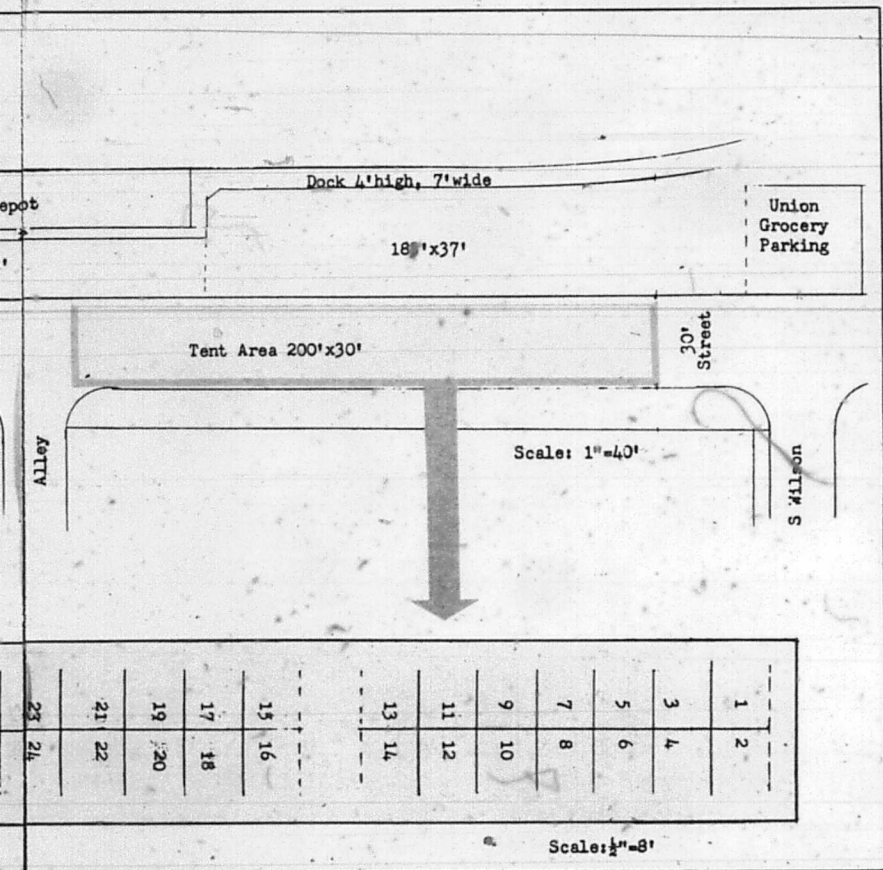 Dock 4'high, 7'wide
epot
Union
Grocery
Parking
'x37'
'
Tent Area 200'x30'
30'
Street
Alley
Scale: 1"=40'
S Wilson
23 21 19 17 15 13 11 9 7 5 3 1
24 22 20 18 16 14 12 10 8 6 4 2
Scale:½"=8'